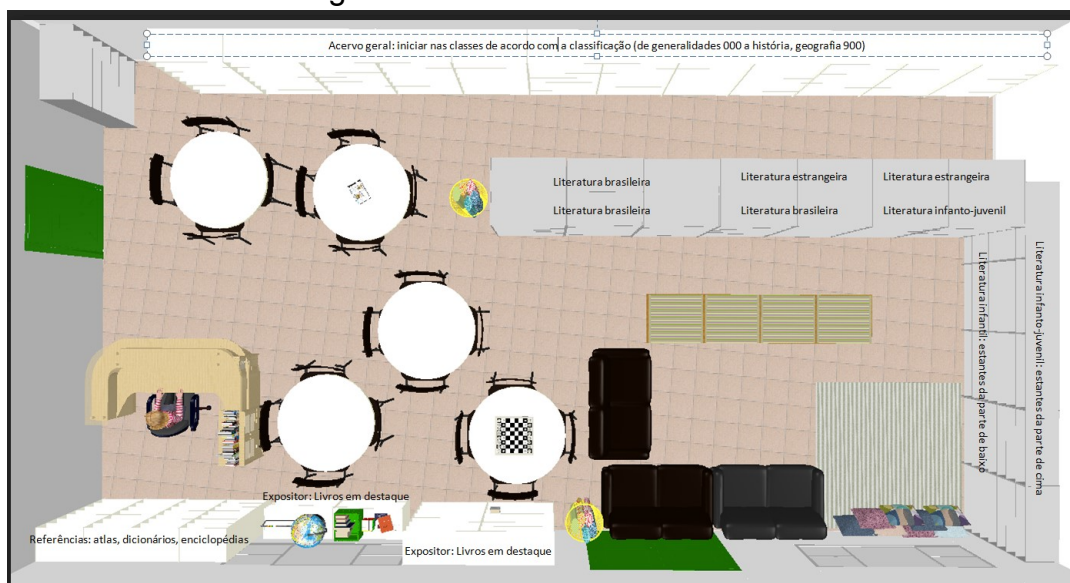 Acervo geral: iniciar nas classes de acordo com a classificação (de generalidades 000 a história, geografia 900)
Literatura brasileira
Literatura estrangeira
Literatura estrangeira
Literatura brasileira
Literatura brasileira
Literatura infanto-juvenil
Literatura infantil: estantes da parte de baixo
Literatura infanto-juvenil: estantes da parte de cima
Expositor: Livros em destaque
Referências: atlas, dicionários, enciclopédias
Expositor: Livros em destaque